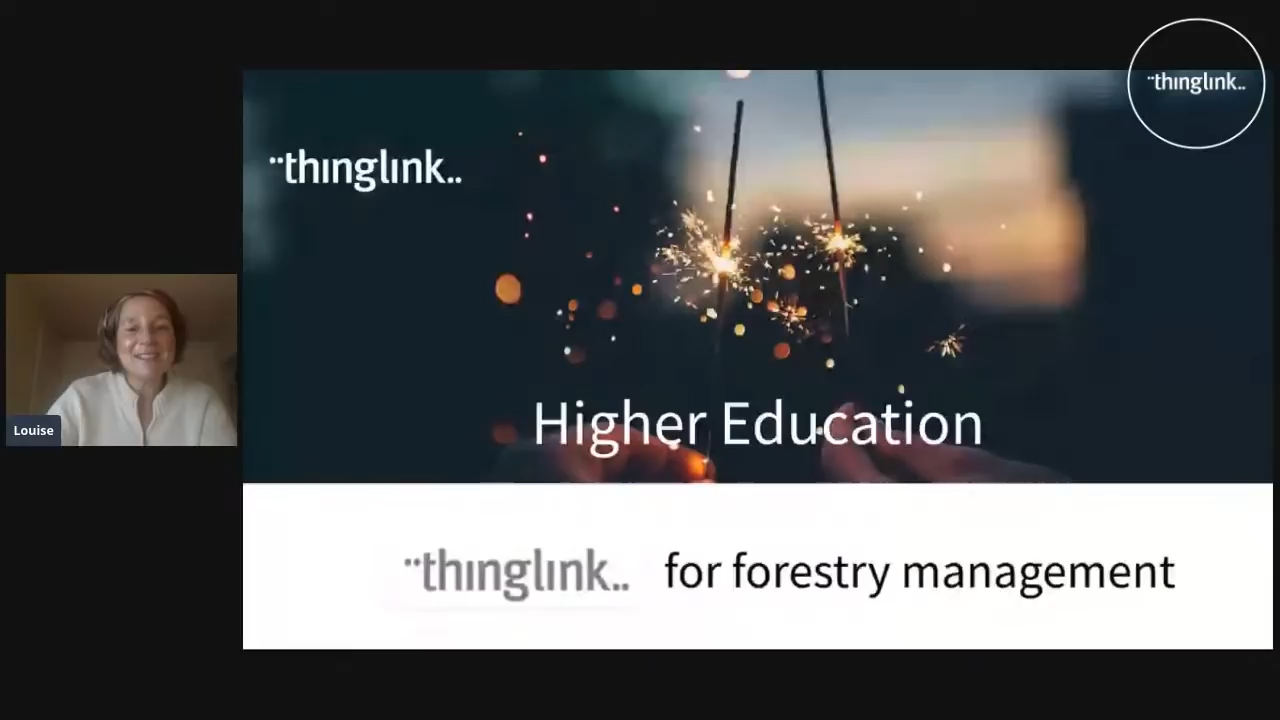 ¨thinglink..
¨thinglink..
Louise
Higher Education
¨thinglink.. for forestry management